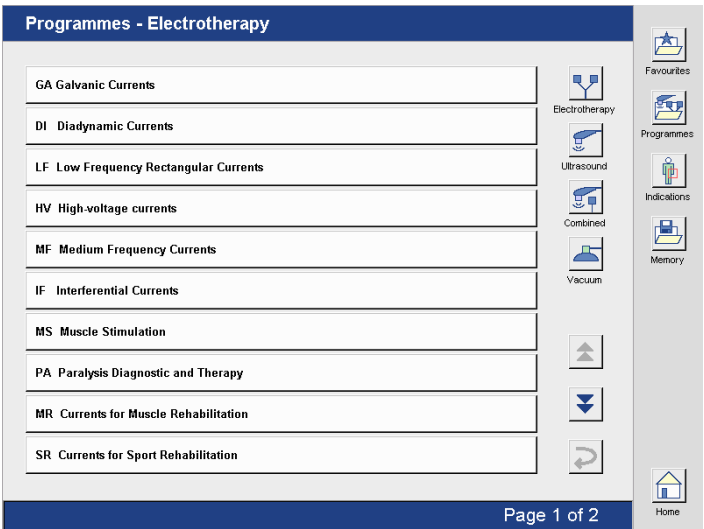 Programmes - Electrotherapy
GA Galvanic Currents
DI Diadynamic Currents
LF Low Frequency Rectangular Currents
HV High-voltage currents
MF Medium Frequency Currents
IF Interferential Currents
MS Muscle Stimulation
PA Paralysis Diagnostic and Therapy
MR Currents for Muscle Rehabilitation
SR Currents for Sport Rehabilitation
Electrotherapy
Ultrasound
Combined
Vacuum
Favourites
Programmes
Indications
Memory
Home
Page 1 of 2